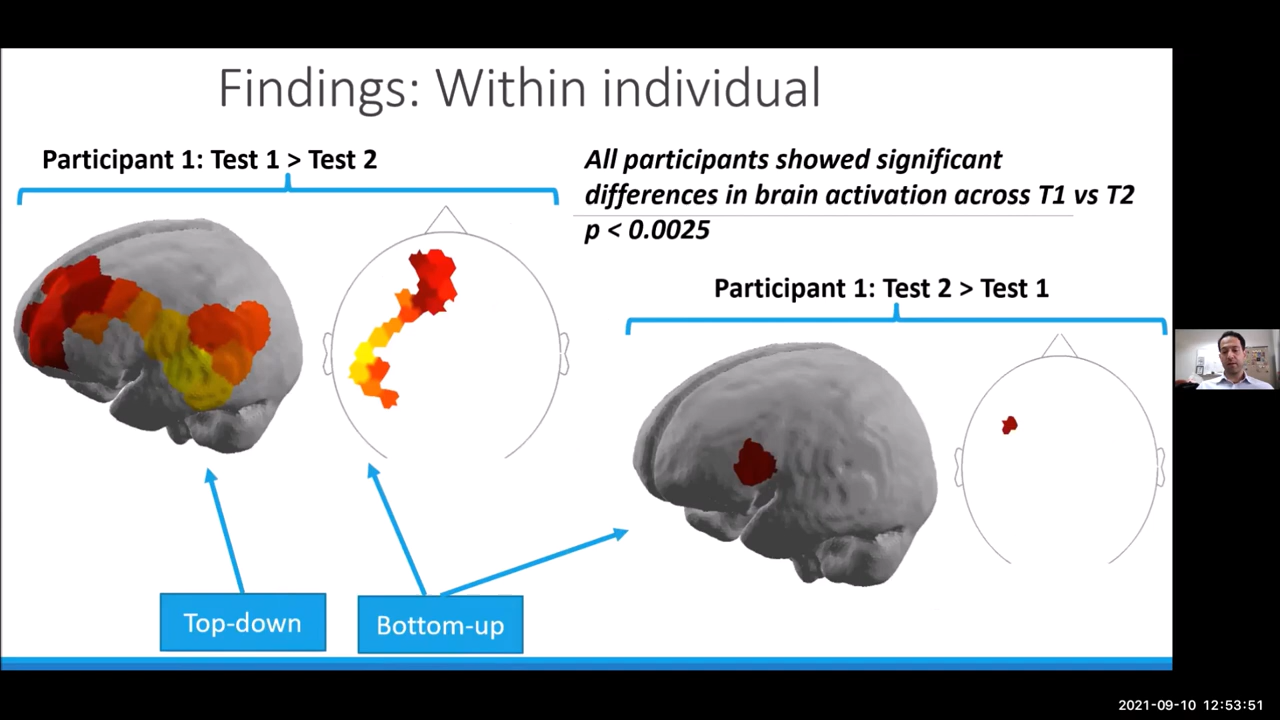 Findings: Within individual
Participant 1: Test 1 > Test 2
All participants showed significant
differences in brain activation across T1 vs T2
p < 0.0025
Participant 1: Test 2 > Test 1
Top-down
Bottom-up
2021-09-10 12:53:51